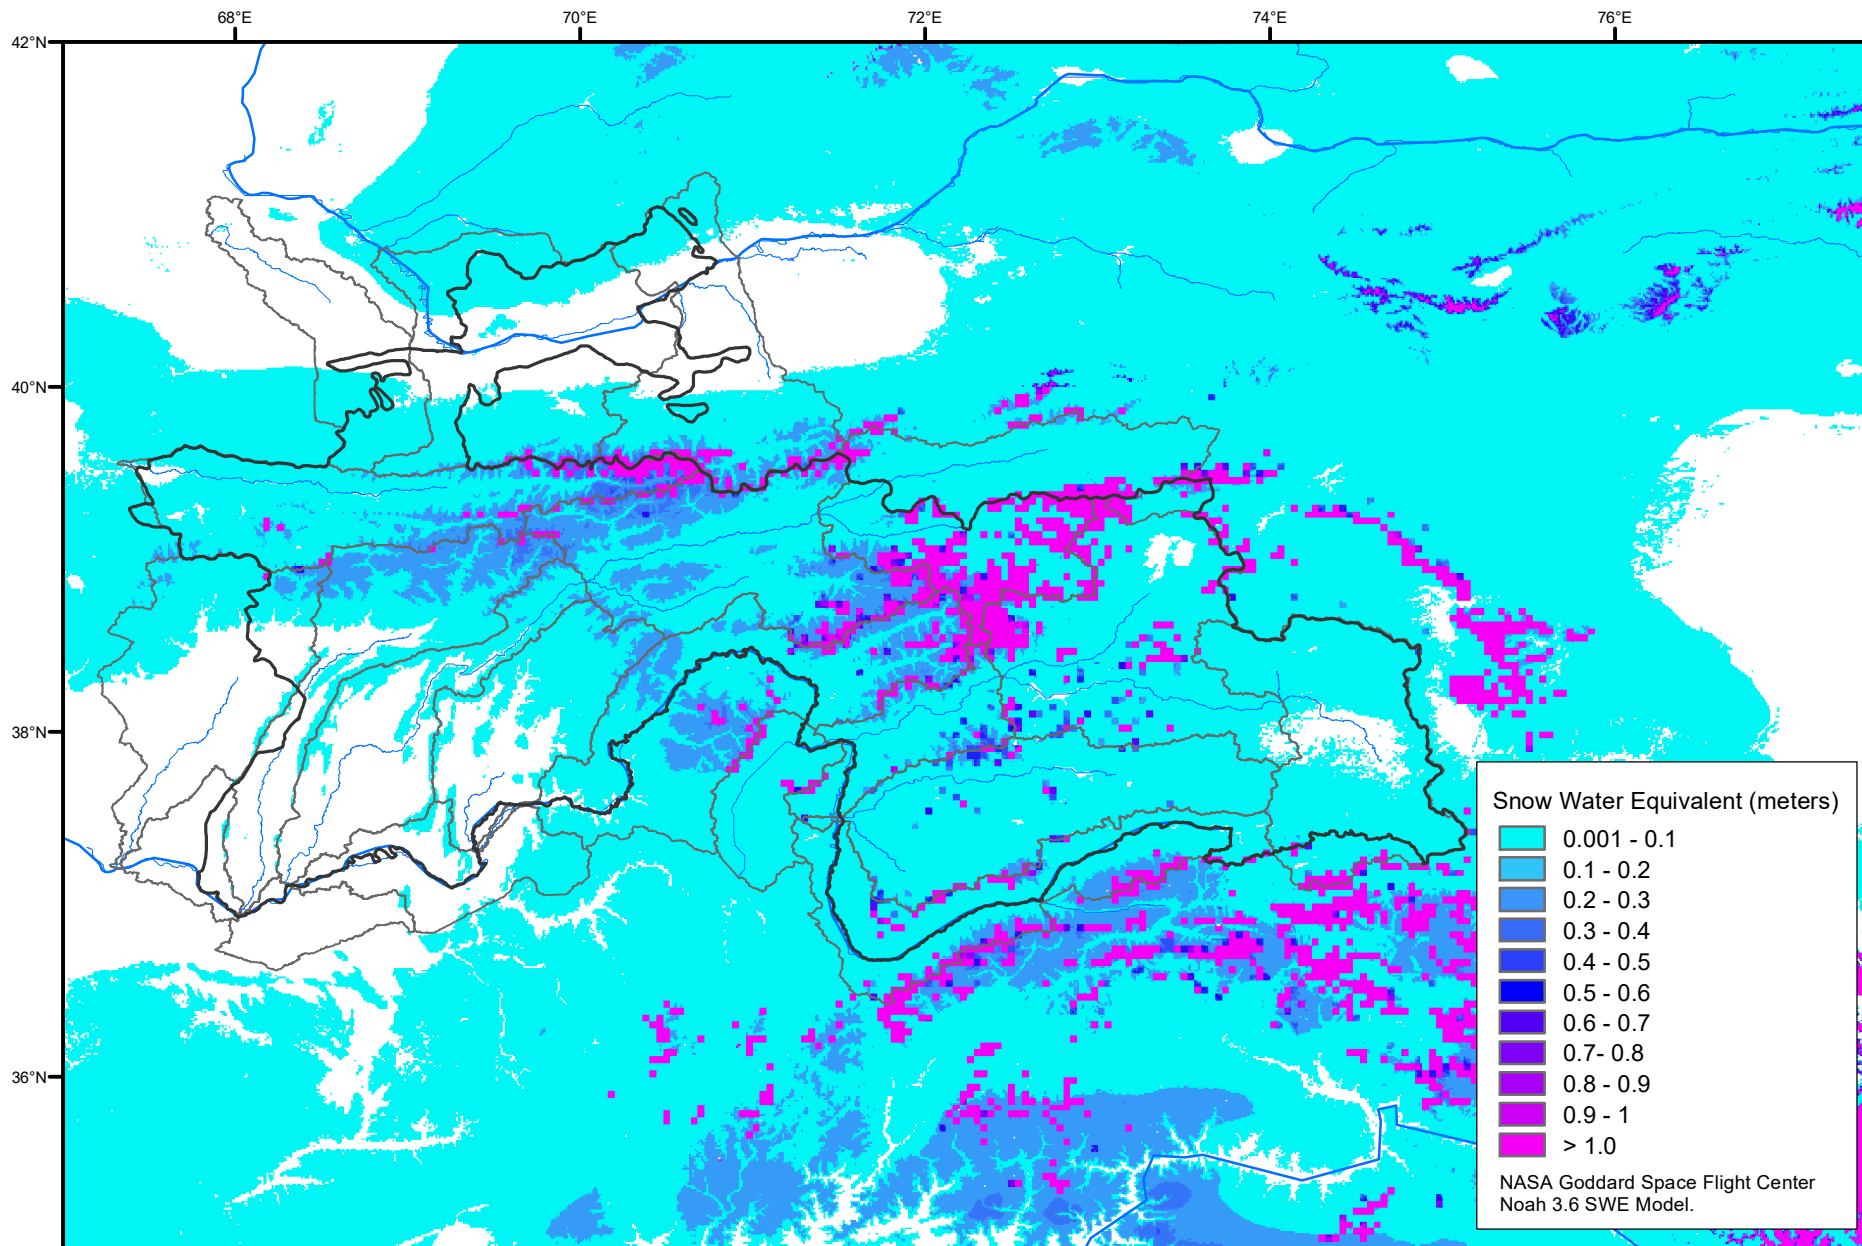 68°E 70°E 72°E 74°E 76°E
42°N
40°N
38°N
36°N
Snow Water Equivalent (meters)
0.001 - 0.1
0.1 - 0.2
0.2 - 0.3
0.3 - 0.4
0.4 - 0.5
0.5 - 0.6
0.6 - 0.7
0.7- 0.8
0.8 - 0.9
0.9 - 1
> 1.0
NASA Goddard Space Flight Center
Noah 3.6 SWE Model.